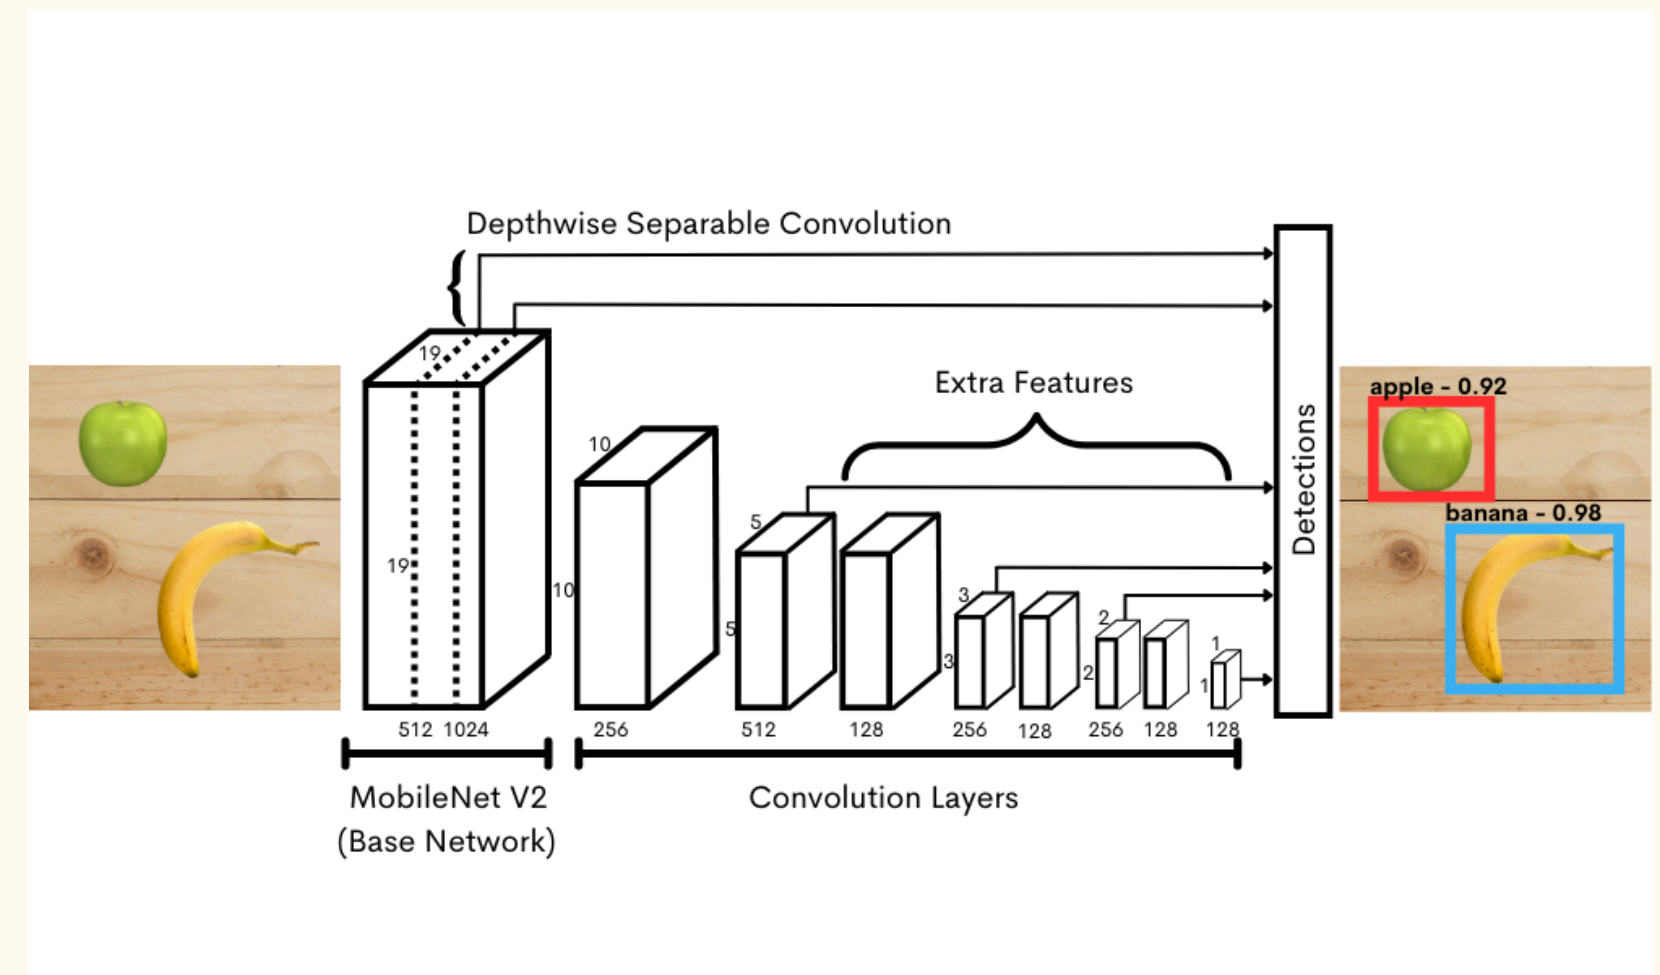 Depthwise Separable Convolution
19
19
10
10
Extra Features
5
5
3
3
2
2
1
1
Detections
apple - 0.92
banana - 0.98
512 1024
256
512
128
256
128
256
128
128
MobileNet V2
(Base Network)
Convolution Layers